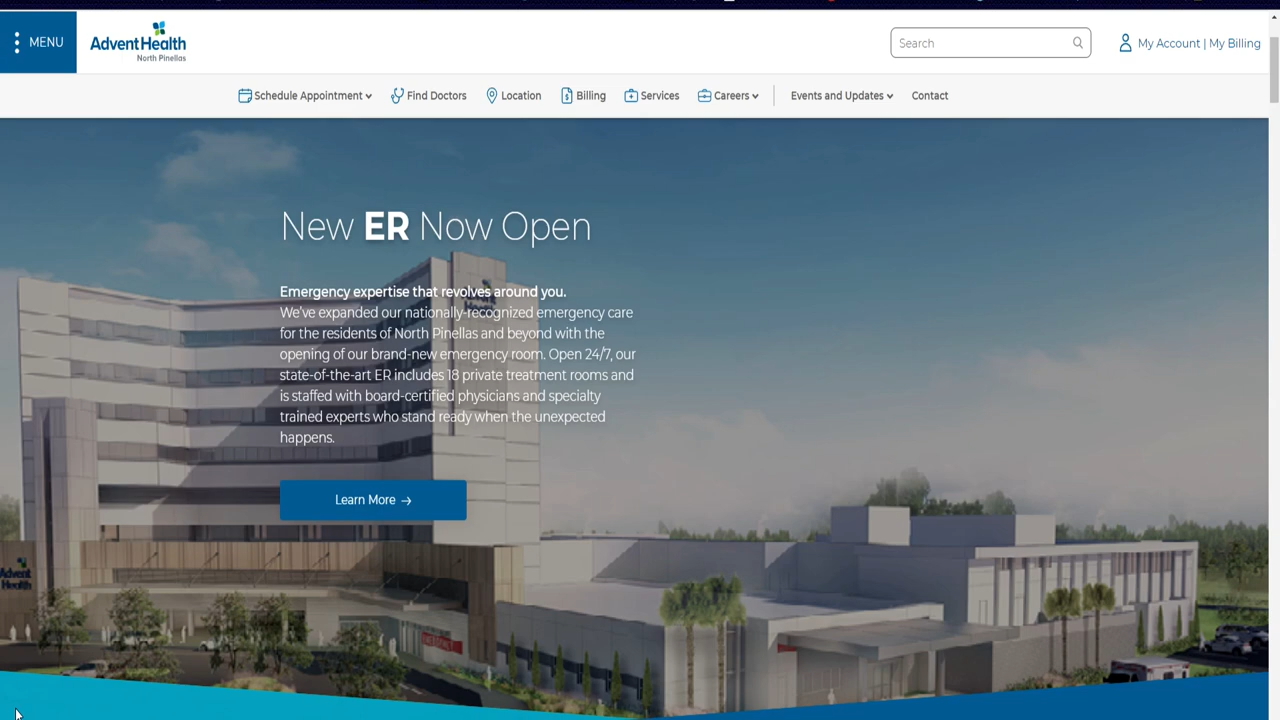 MENU
AdventHealth
North Pinellas
Search
My Account | My Billing
Schedule Appointment
Find Doctors
Location
Billing
Services
Careers
Events and Updates
Contact
New ER Now Open
Emergency expertise that revolves around you.
We've expanded our nationally-recognized emergency care
for the residents of North Pinellas and beyond with the
opening of our brand-new emergency room. Open 24/7, our
state-of-the-art ER includes 18 private treatment rooms and
is staffed with board-certified physicians and specialty
trained experts who stand ready when the unexpected
happens.
Learn More →
Advent
Health